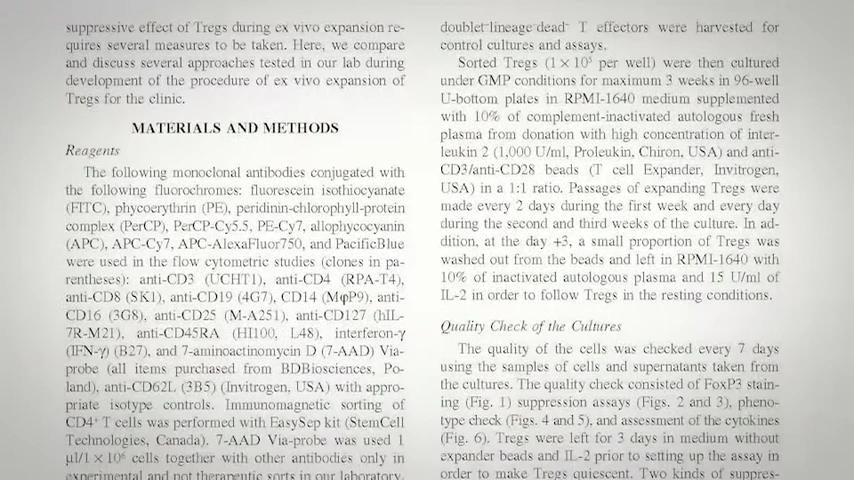 suppressive effect of Tregs during ex vivo expansion re-
quires several measures to be taken. Here, we compare
and discuss several approaches tested in our lab during
development of the procedure of ex vivo expansion of
Tregs for the clinic.
MATERIALS AND METHODS
Reagents
The following monoclonal antibodies conjugated with
the following fluorochromes: fluorescein isothiocyanate
(FITC), phycoerythrin (PE), peridinin-chlorophyll-protein
complex (PerCP), PerCP-Cy5.5, PE-Cy7, allophycocyanin
(APC), APC-Cy7, APC-AlexaFluor750, and PacificBlue
were used in the flow cytometric studies (clones in pa-
rentheses): anti-CD3 (UCHT1), anti-CD4 (RPA-T4),
anti-CD8 (SK1), anti-CD19 (4G7), CD14 (MφP9), anti-
CD16 (3G8), anti-CD25 (M-A251), anti-CD127 (hIL-
7R-M21), anti-CD45RA (HI100, L48), interferon-γ
(IFN-γ) (B27), and 7-aminoactinomycin D (7-AAD) Via-
probe (all items purchased from BDBiosciences, Po-
land), anti-CD62L (3B5) (Invitrogen, USA) with appro-
priate isotype controls. Immunomagnetic sorting of
CD4⁺ T cells was performed with EasySep kit (StemCell
Technologies, Canada). 7-AAD Via-probe was used 1
μl/1 × 10⁶ cells together with other antibodies only in
experimental and not therapeutic sorts in our laboratory.
doublet⁻lineage⁻dead⁻ T effectors were harvested for
control cultures and assays.
Sorted Tregs (1 × 10⁵ per well) were then cultured
under GMP conditions for maximum 3 weeks in 96-well
U-bottom plates in RPMI-1640 medium supplemented
with 10% of complement-inactivated autologous fresh
plasma from donation with high concentration of inter-
leukin 2 (1,000 U/ml, Proleukin, Chiron, USA) and anti-
CD3/anti-CD28 beads (T cell Expander, Invitrogen,
USA) in a 1:1 ratio. Passages of expanding Tregs were
made every 2 days during the first week and every day
during the second and third weeks of the culture. In ad-
dition, at the day +3, a small proportion of Tregs was
washed out from the beads and left in RPMI-1640 with
10% of inactivated autologous plasma and 15 U/ml of
IL-2 in order to follow Tregs in the resting conditions.
Quality Check of the Cultures
The quality of the cells was checked every 7 days
using the samples of cells and supernatants taken from
the cultures. The quality check consisted of FoxP3 stain-
ing (Fig. 1) suppression assays (Figs. 2 and 3), pheno-
type check (Figs. 4 and 5), and assessment of the cytokines
(Fig. 6). Tregs were left for 3 days in medium without
expander beads and IL-2 prior to setting up the assay in
order to make Tregs quiescent. Two kinds of suppres-